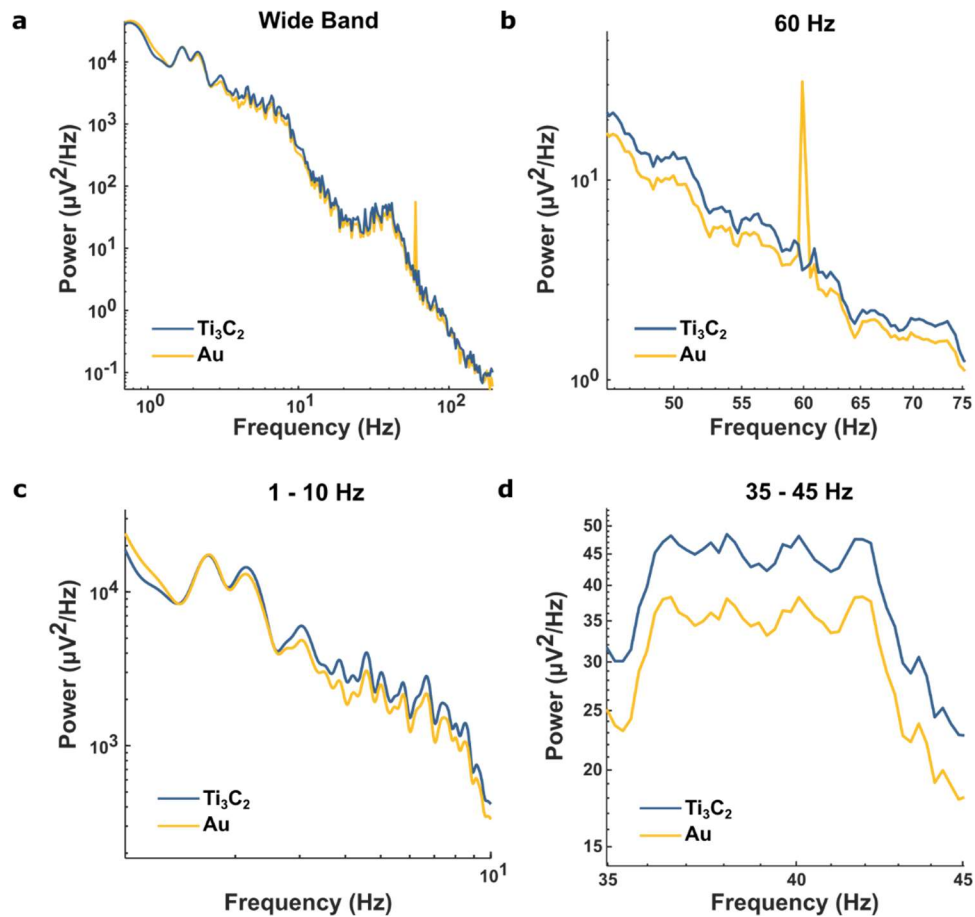 a
Wide Band
10⁴
10³
10²
10¹
10⁰
10⁻¹
Power (µV²/Hz)
Ti₃C₂
Au
10⁰ 10¹ 10²
Frequency (Hz)
b
60 Hz
10¹
10⁰
Power (µV²/Hz)
Ti₃C₂
Au
50 55 60 65 70 75
Frequency (Hz)
c
1 - 10 Hz
10⁴
10³
Power (µV²/Hz)
Ti₃C₂
Au
10¹
Frequency (Hz)
d
35 - 45 Hz
50
45
40
35
30
25
20
15
Power (µV²/Hz)
Ti₃C₂
Au
35 40 45
Frequency (Hz)